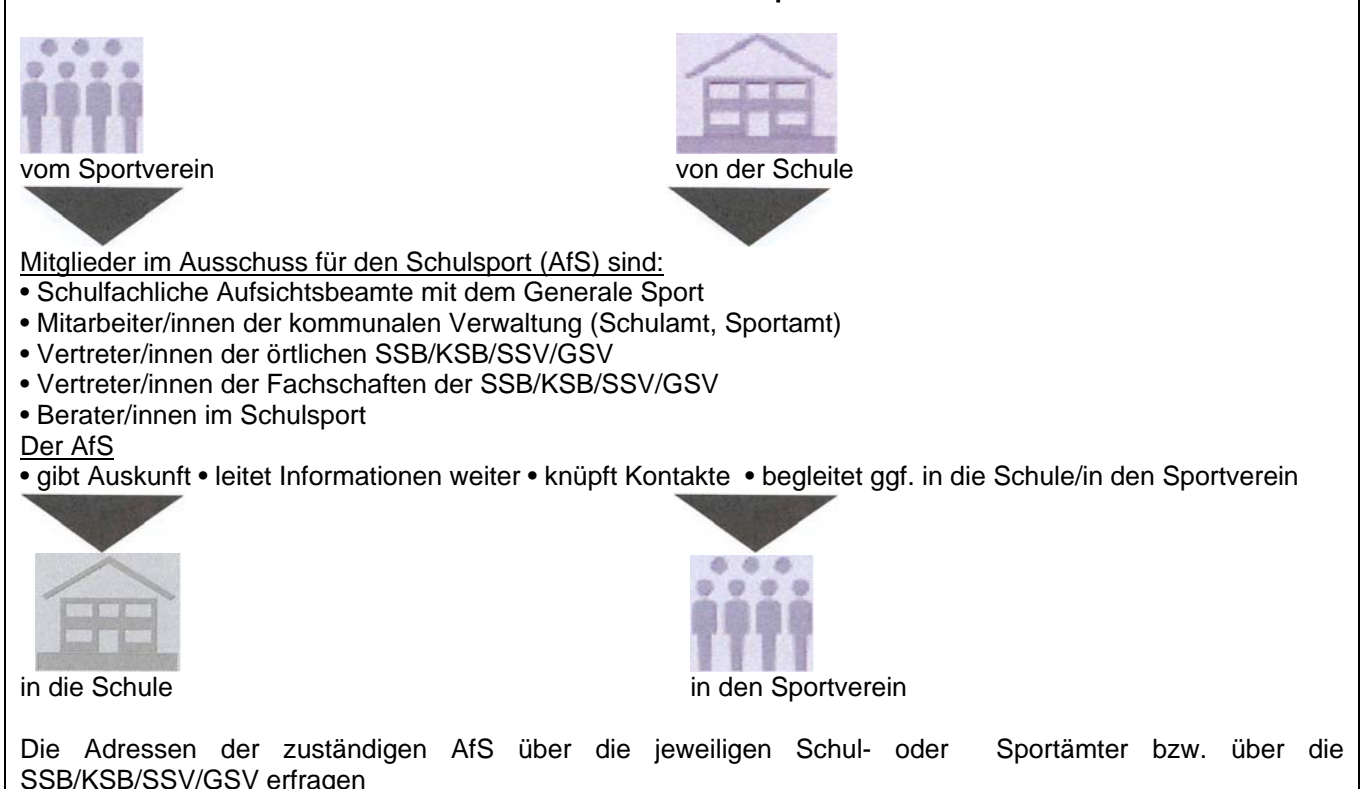 vom Sportverein
von der Schule
Mitglieder im Ausschuss für den Schulsport (AfS) sind:
• Schulfachliche Aufsichtsbeamte mit dem Generale Sport
• Mitarbeiter/innen der kommunalen Verwaltung (Schulamt, Sportamt)
• Vertreter/innen der örtlichen SSB/KSB/SSV/GSV
• Vertreter/innen der Fachschaften der SSB/KSB/SSV/GSV
• Berater/innen im Schulsport
Der AfS
• gibt Auskunft • leitet Informationen weiter • knüpft Kontakte • begleitet ggf. in die Schule/in den Sportverein
in die Schule
in den Sportverein
Die Adressen der zuständigen AfS über die jeweiligen Schul- oder Sportämter bzw. über die
SSB/KSB/SSV/GSV erfragen